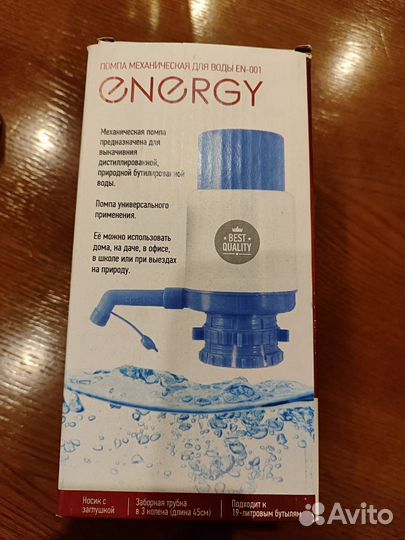 ПОМПА МЕХАНИЧЕСКАЯ ДЛЯ ВОДЫ EN-001
ENERGY
Механическая помпа
предназначена для
выкачивния
дистиллированной,
природной бутилированной
воды.
Помпа универсального
применения.
Её можно использовать
дома, на даче, в офисе,
в школе или при выездах
на природу.
BEST
QUALITY
Носик с
заглушкой
Заборная трубка
в 3 колена (длина 45см)
Подходит к
19-литровым бутылям
Avito